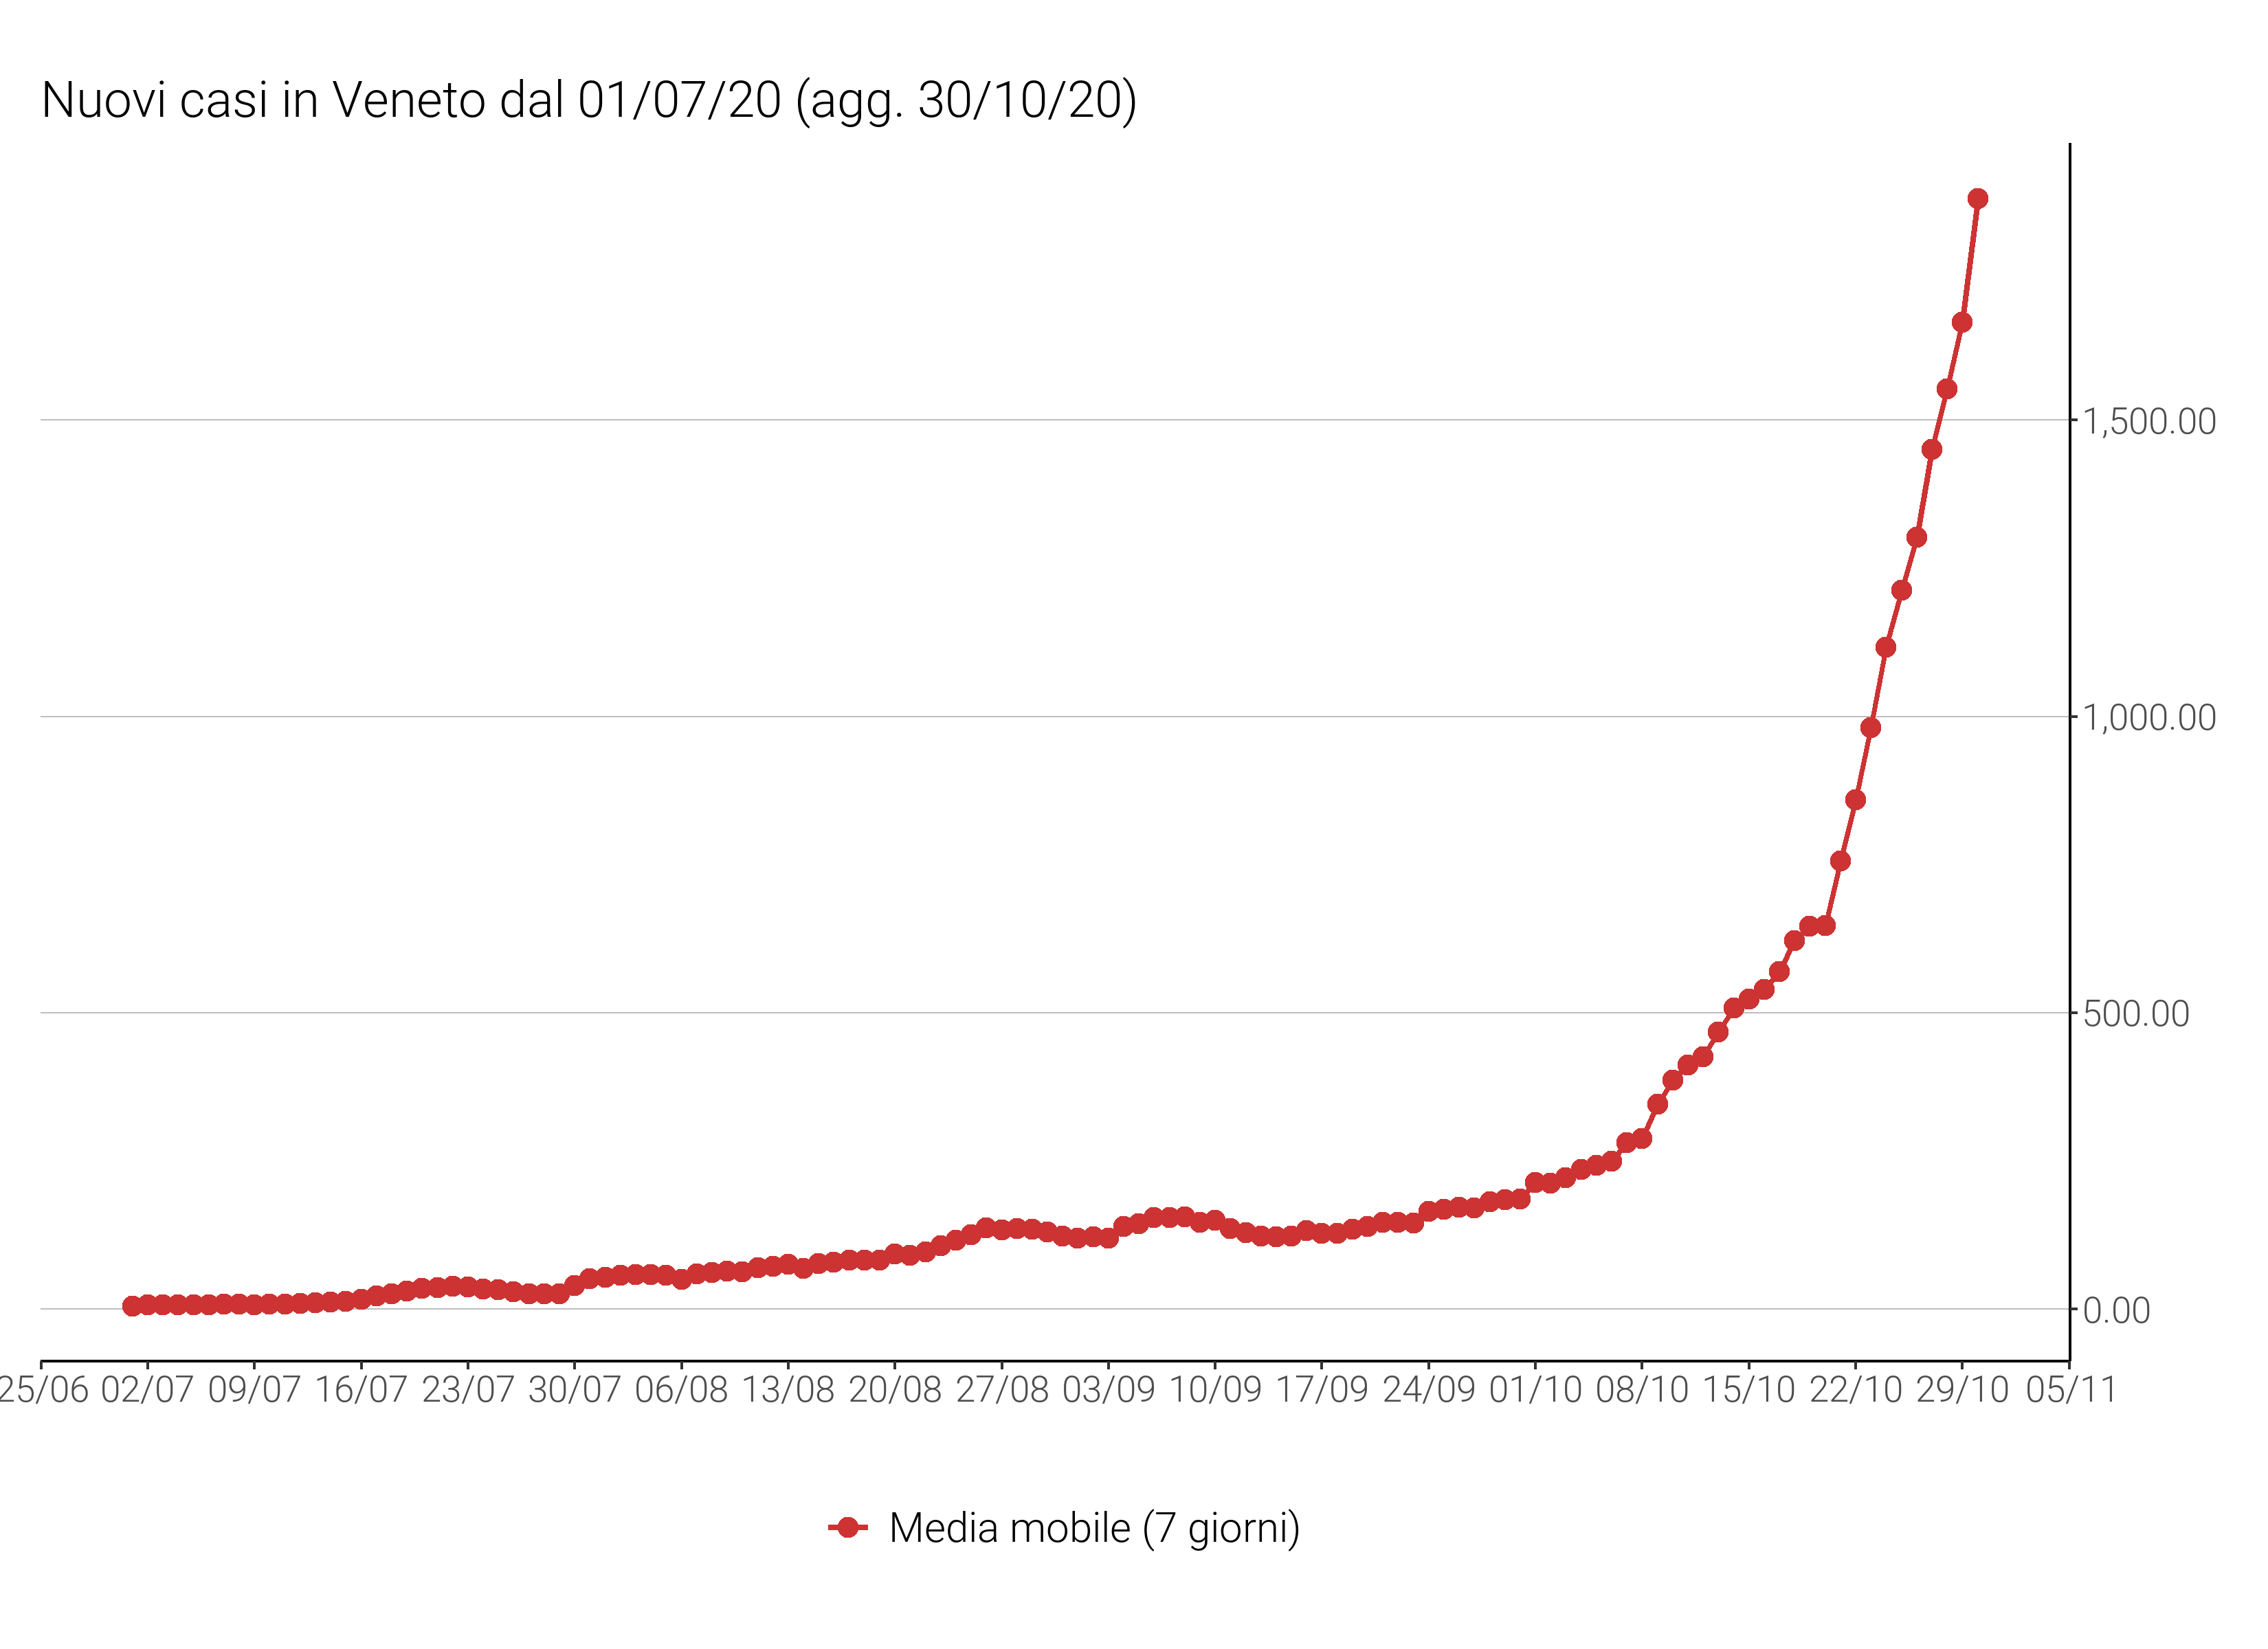 Nuovi casi in Veneto dal 01/07/20 (agg. 30/10/20)
1,500.00
1,000.00
500.00
0.00
25/06 02/07 09/07 16/07 23/07 30/07 06/08 13/08 20/08 27/08 03/09 10/09 17/09 24/09 01/10 08/10 15/10 22/10 29/10 05/11
Media mobile (7 giorni)